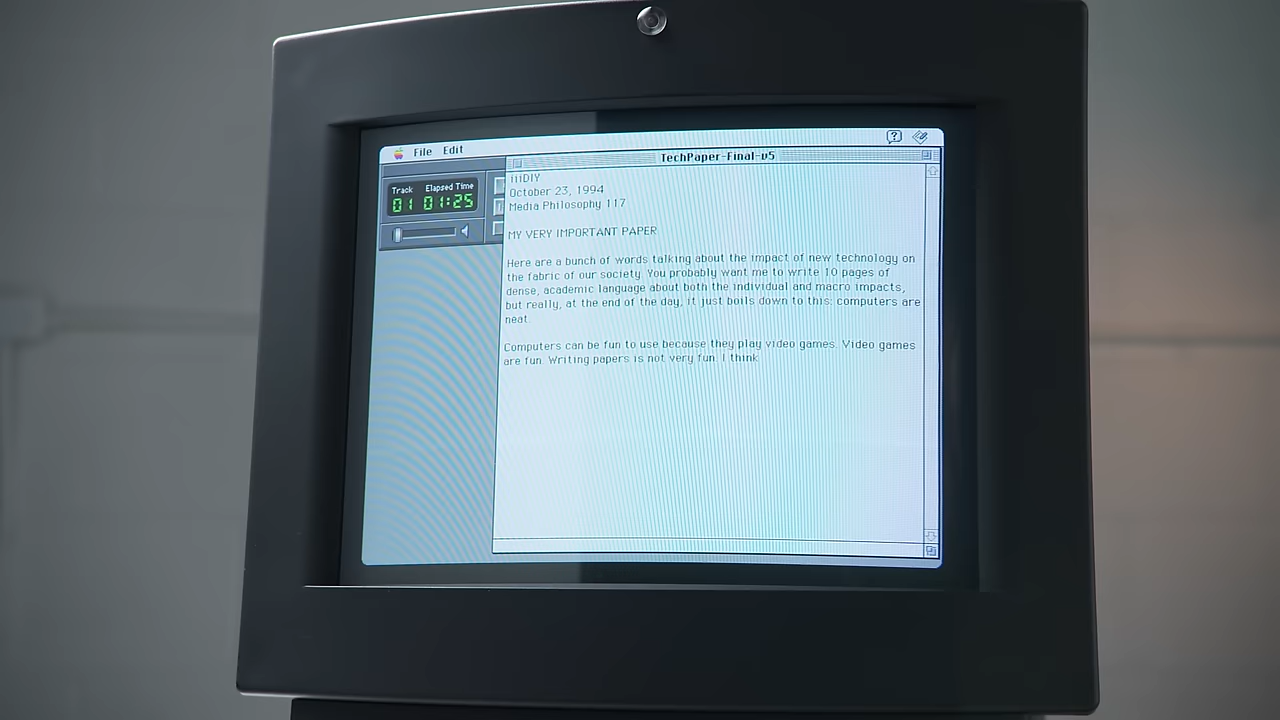 File Edit
TechPaper-Final-v5
Track Elapsed Time
01 01:25
iiiDIY
October 23, 1994
Media Philosophy 117
MY VERY IMPORTANT PAPER
Here are a bunch of words talking about the impact of new technology on
the fabric of our society. You probably want me to write 10 pages of
dense, academic language about both the individual and macro impacts,
but really, at the end of the day, it just boils down to this: computers are
neat.
Computers can be fun to use because they play video games. Video games
are fun. Writing papers is not very fun. I think